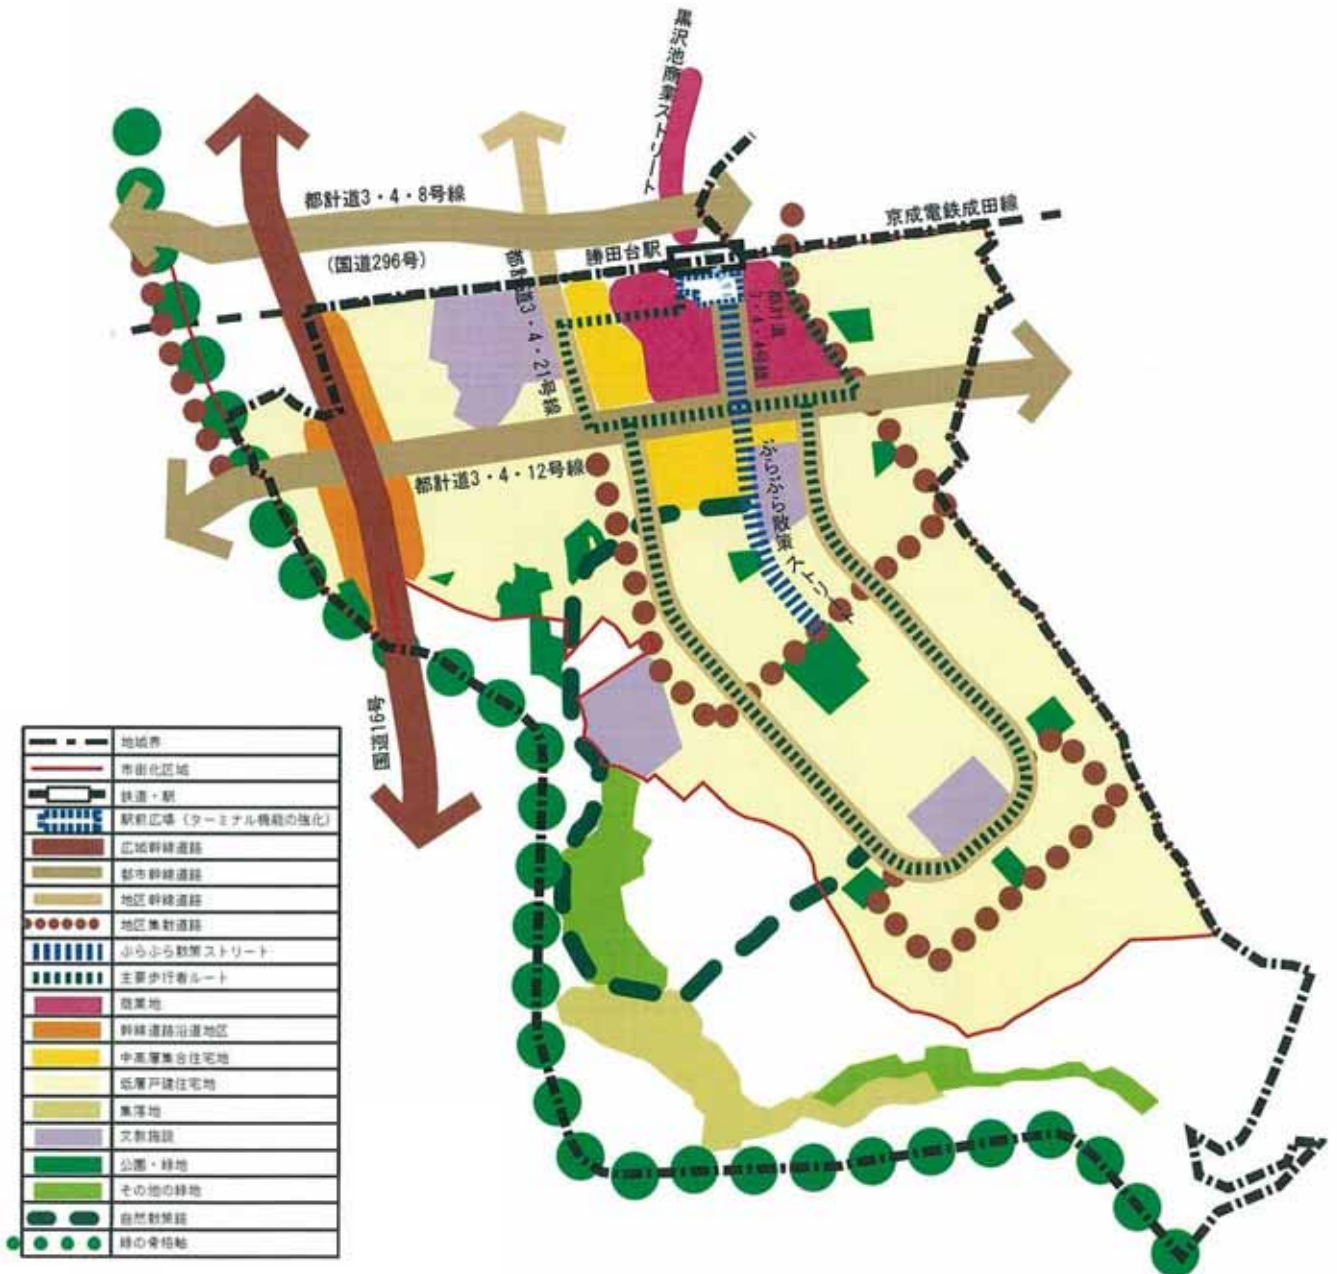 黒沢池商業ストリート
都計道3・4・8号線
京成電鉄成田線
(国道296号)
勝田台駅
都計道3・4・21号線
都計道
3・4・4号線
都計道3・4・12号線
ぶらぶら散策ストリート
国道16号
地域界
市街化区域
鉄道・駅
駅前広場(ターミナル機能の強化)
広域幹線道路
都市幹線道路
地区幹線道路
地区集散道路
ぶらぶら散策ストリート
主要歩行者ルート
商業地
幹線道路沿道地区
中高層集合住宅地
低層戸建住宅地
集落地
文教施設
公園・緑地
その他の緑地
自然散策路
緑の骨格軸